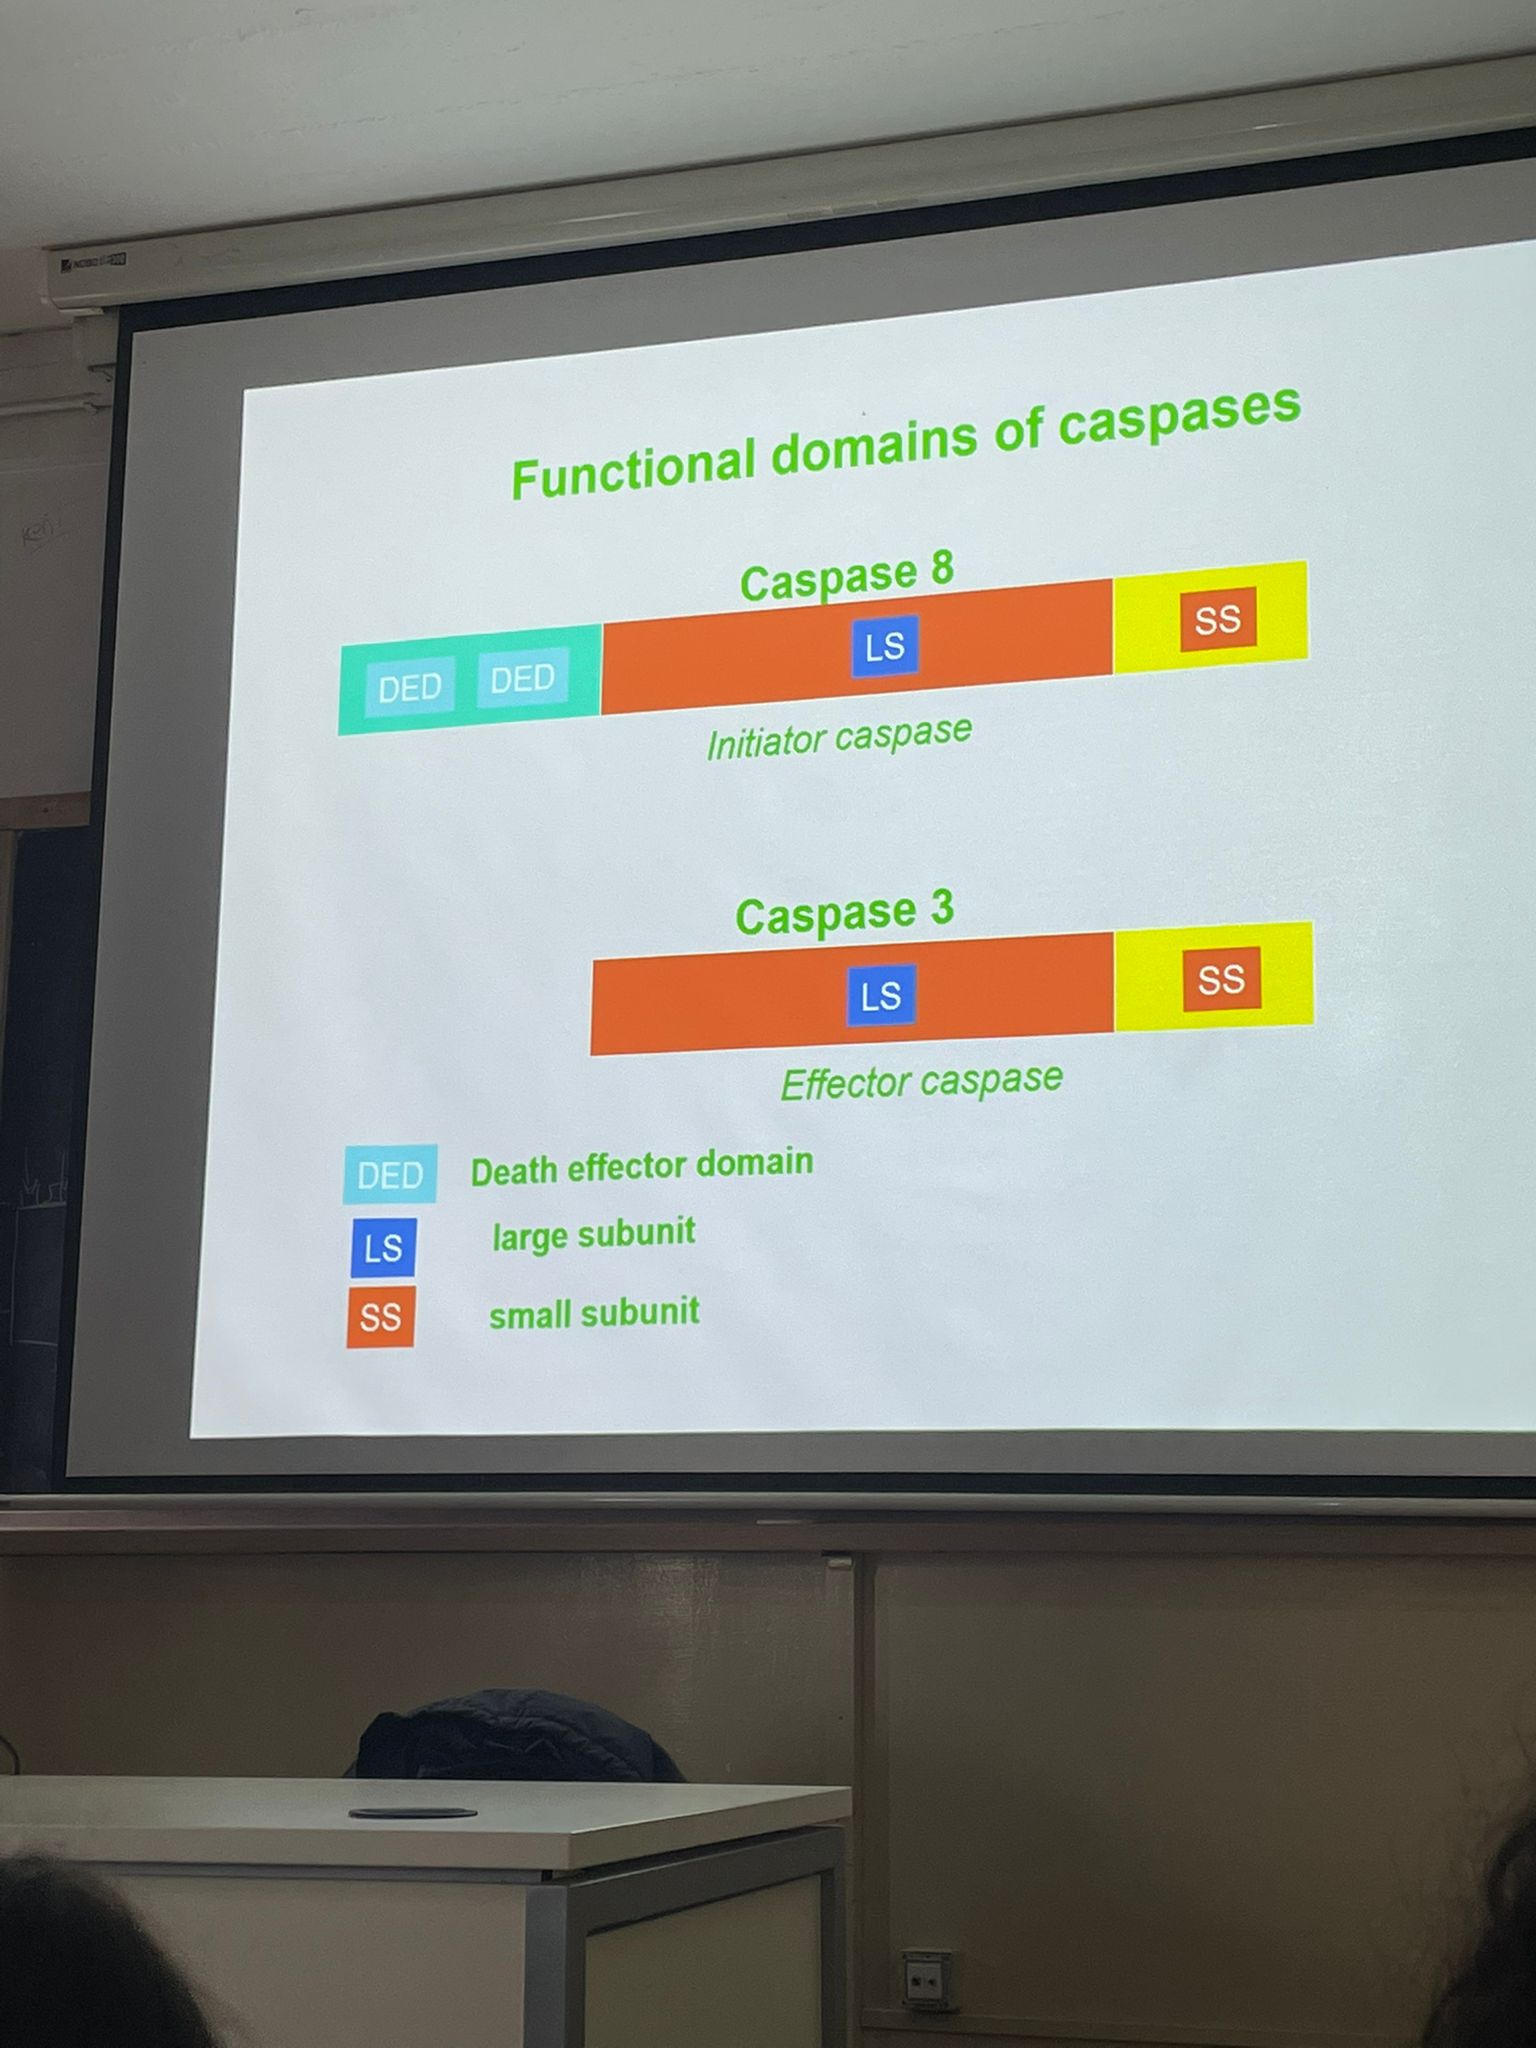 Functional domains of caspases
Caspase 8
DED DED LS SS
Initiator caspase
Caspase 3
LS SS
Effector caspase
DED Death effector domain
LS large subunit
SS small subunit